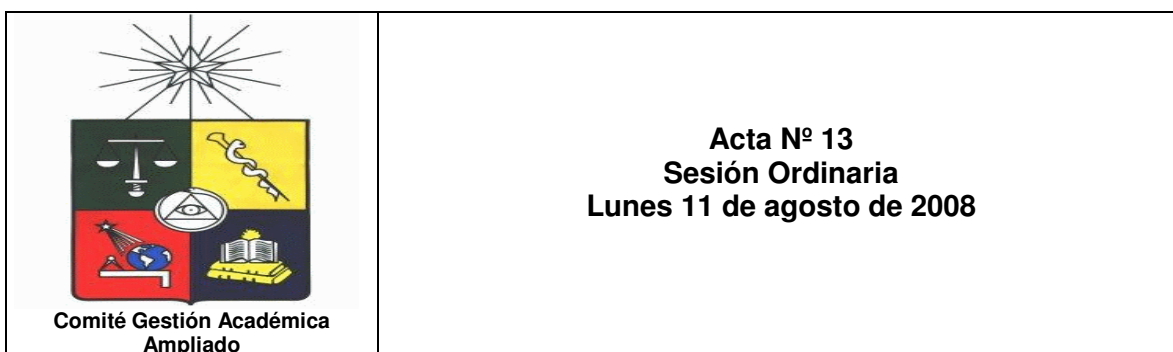 Acta Nº 13
Sesión Ordinaria
Lunes 11 de agosto de 2008
Comité Gestión Académica
Ampliado